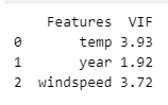 Features VIF
0 temp 3.93
1 year 1.92
2 windspeed 3.72